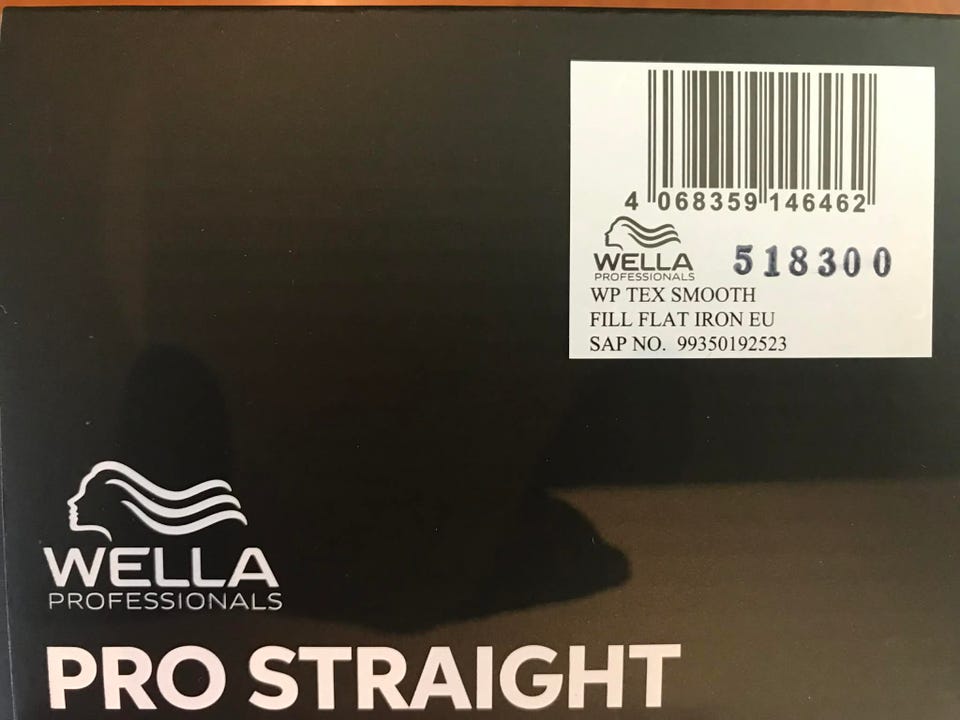 4 068359 146462
WELLA
PROFESSIONALS
518300
WP TEX SMOOTH
FILL FLAT IRON EU
SAP NO. 99350192523
WELLA
PROFESSIONALS
PRO STRAIGHT